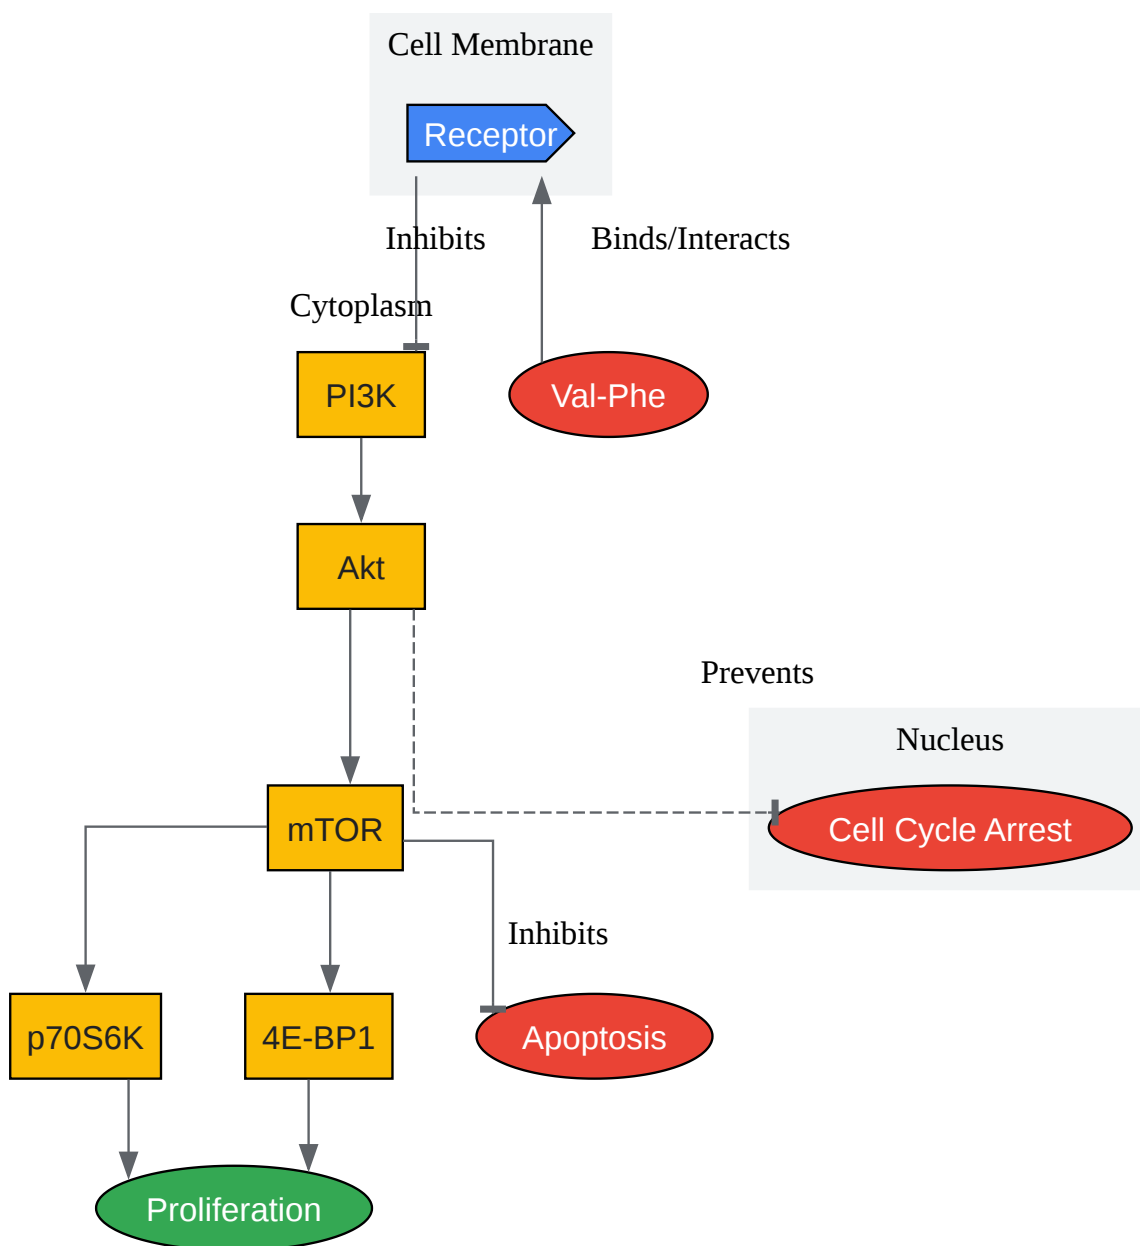 Cell Membrane
Receptor
Inhibits
Binds/Interacts
Cytoplasm
PI3K
Val-Phe
Akt
Prevents
Nucleus
mTOR
Cell Cycle Arrest
Inhibits
p70S6K
4E-BP1
Apoptosis
Proliferation